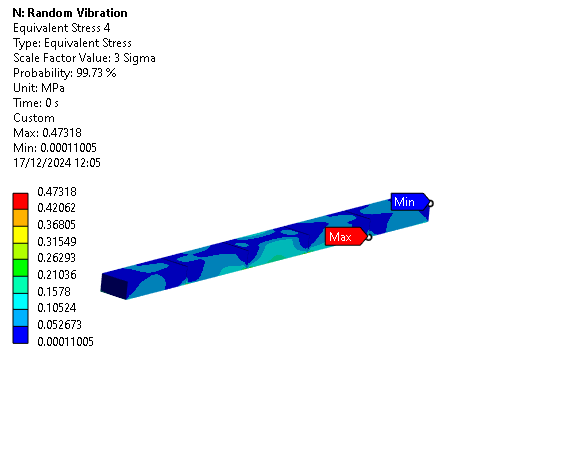 N: Random Vibration
Equivalent Stress 4
Type: Equivalent Stress
Scale Factor Value: 3 Sigma
Probability: 99.73 %
Unit: MPa
Time: 0 s
Custom
Max: 0.47318
Min: 0.00011005
17/12/2024 12:05
0.47318
0.42062
0.36805
0.31549
0.26293
0.21036
0.1578
0.10524
0.052673
0.00011005
Min
Max